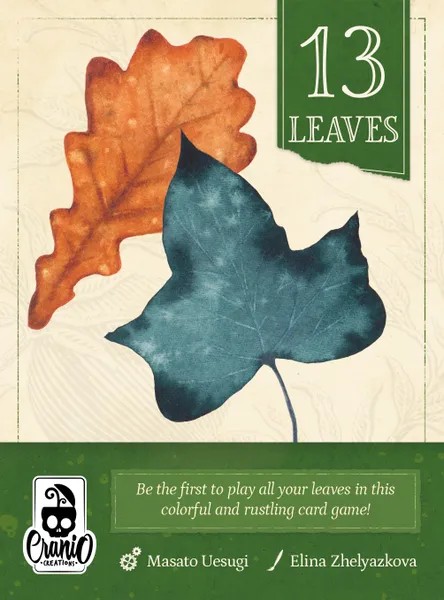 13
LEAVES
Be the first to play all your leaves in this
colorful and rustling card game!
CraniO
CREATIONS
Masato Uesugi
Elina Zhelyazkova